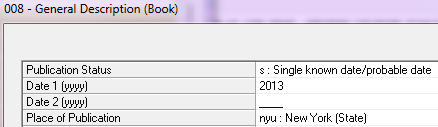 008 - General Description (Book)
Publication Status s : Single known date/probable date
Date 1 (yyyy) 2013
Date 2 (yyyy) ____
Place of Publication nyu : New York (State)